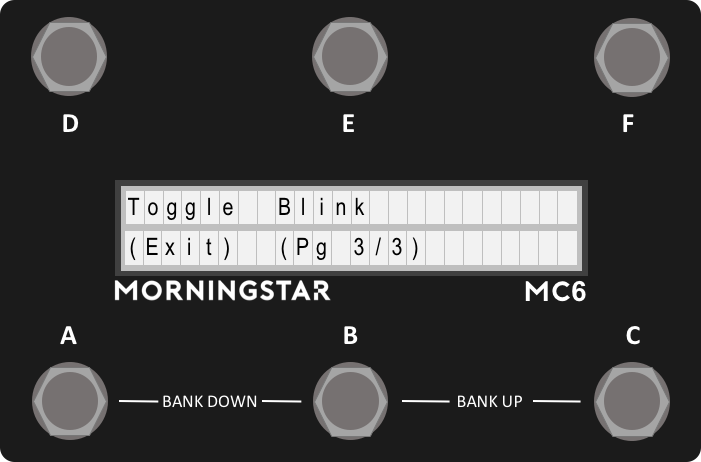 D E F
Toggle Blink
(Exit) (Pg 3/3)
MORNINGSTAR MC6
A B C
BANK DOWN BANK UP